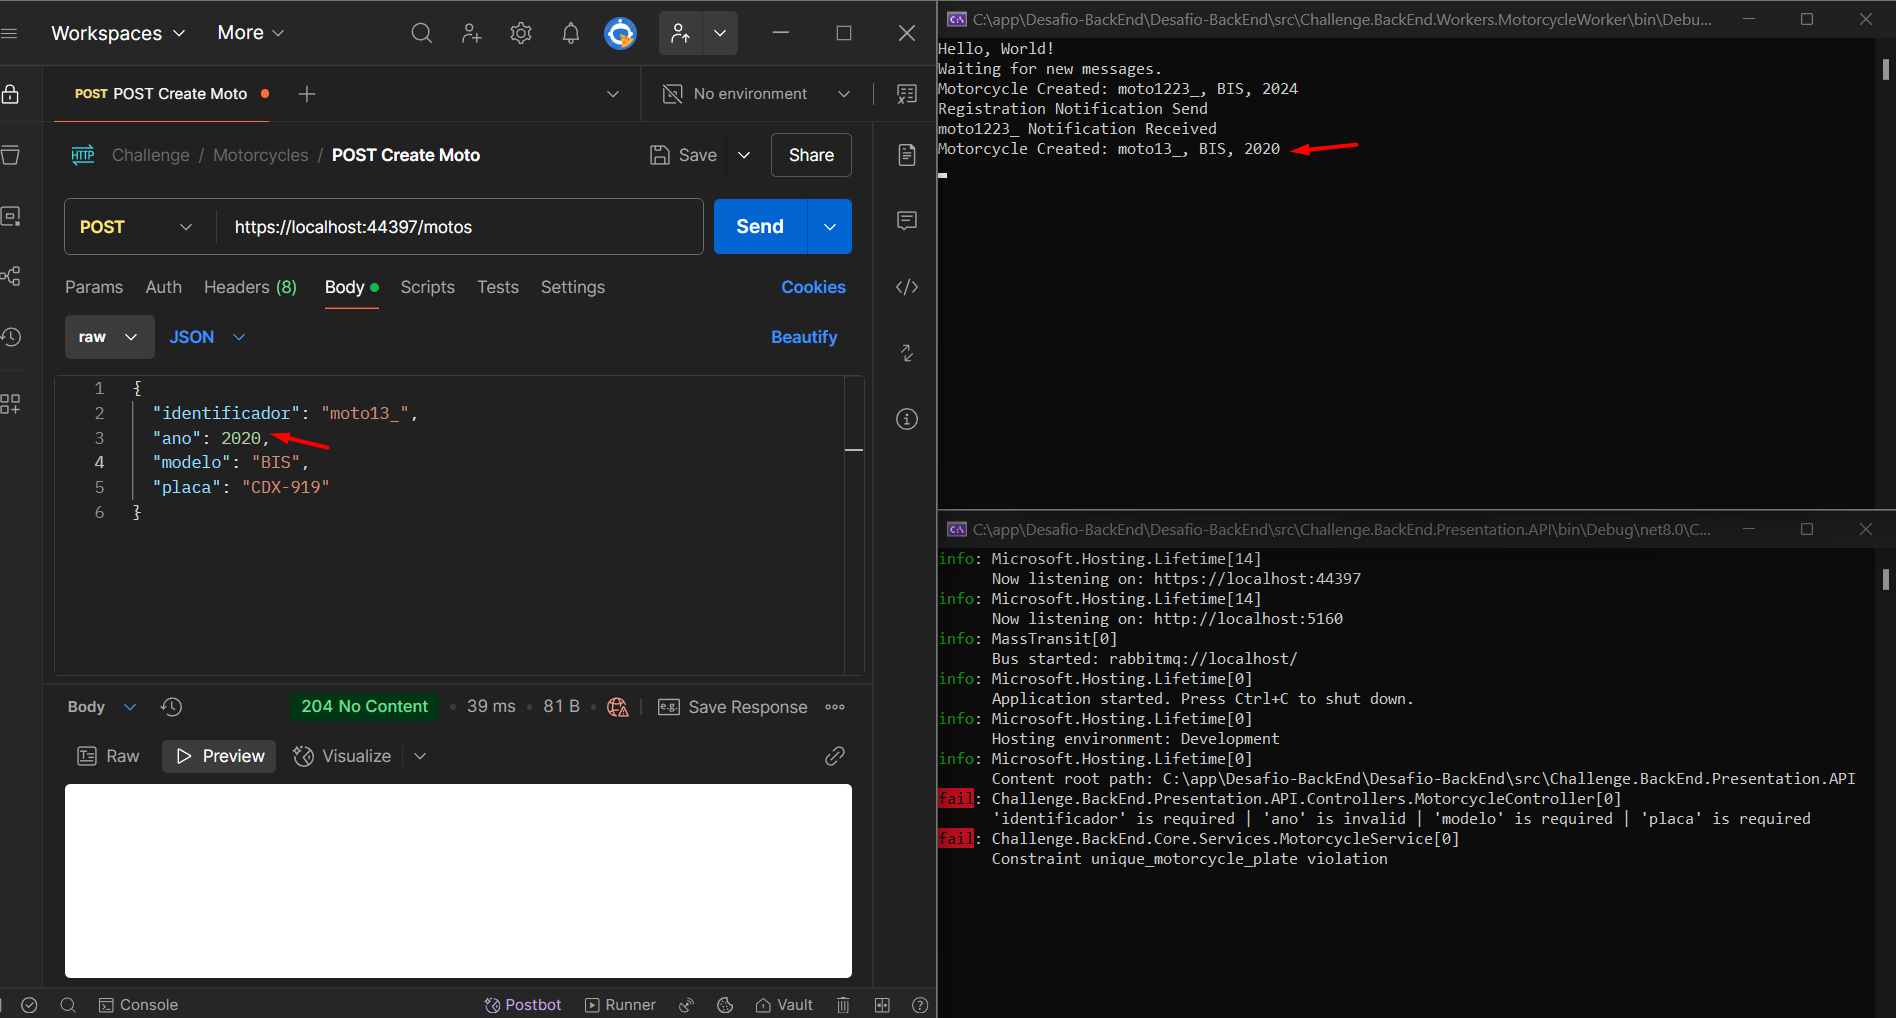 Workspaces More
POST POST Create Moto No environment
HTTP Challenge / Motorcycles / POST Create Moto Save Share
POST https://localhost:44397/motos Send
Params Auth Headers (8) Body Scripts Tests Settings Cookies
raw JSON Beautify
1 {
2 "identificador": "moto13_",
3 "ano": 2020,
4 "modelo": "BIS",
5 "placa": "CDX-919"
6 }
Body 204 No Content 39 ms 81 B e.g. Save Response
Raw Preview Visualize
Console Postbot Runner Vault
C:\app\Desafio-BackEnd\Desafio-BackEnd\src\Challenge.BackEnd.Workers.MotorcycleWorker\bin\Debu...
Hello, World!
Waiting for new messages.
Motorcycle Created: moto1223_, BIS, 2024
Registration Notification Send
moto1223_ Notification Received
Motorcycle Created: moto13_, BIS, 2020
C:\app\Desafio-BackEnd\Desafio-BackEnd\src\Challenge.BackEnd.Presentation.API\bin\Debug\net8.0\C...
info: Microsoft.Hosting.Lifetime[14]
Now listening on: https://localhost:44397
info: Microsoft.Hosting.Lifetime[14]
Now listening on: http://localhost:5160
info: MassTransit[0]
Bus started: rabbitmq://localhost/
info: Microsoft.Hosting.Lifetime[0]
Application started. Press Ctrl+C to shut down.
info: Microsoft.Hosting.Lifetime[0]
Hosting environment: Development
info: Microsoft.Hosting.Lifetime[0]
Content root path: C:\app\Desafio-BackEnd\Desafio-BackEnd\src\Challenge.BackEnd.Presentation.API
fail: Challenge.BackEnd.Presentation.API.Controllers.MotorcycleController[0]
'identificador' is required | 'ano' is invalid | 'modelo' is required | 'placa' is required
fail: Challenge.BackEnd.Core.Services.MotorcycleService[0]
Constraint unique_motorcycle_plate violation